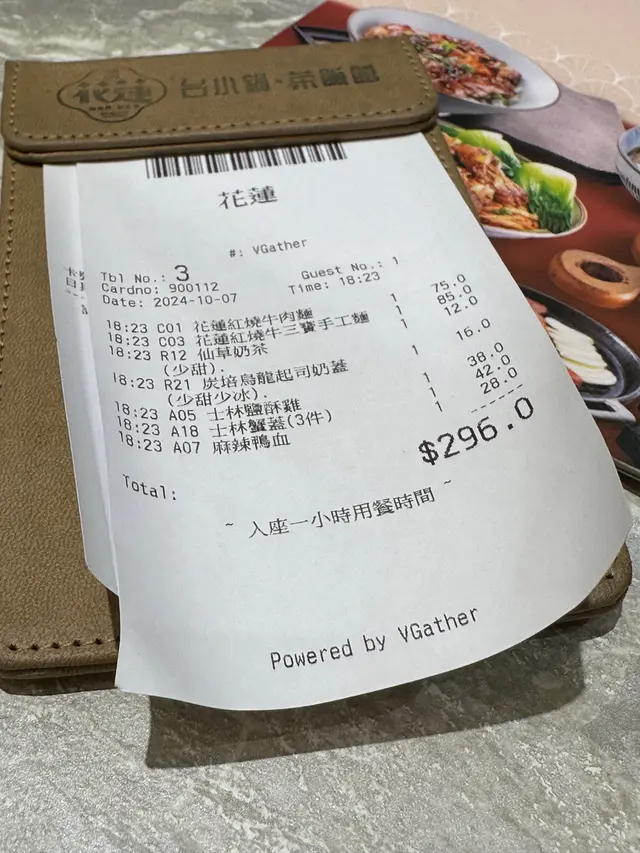 花蓮
台小鍋·茶飯麵
花蓮
#: VGather
Tbl No.: 3 Guest No.: 1
Cardno: 900112 Time: 18:23
Date: 2024-10-07
18:23 C01 花蓮紅燒牛肉麵 1 75.0
18:23 C03 花蓮紅燒牛三寶手工麵 1 85.0
18:23 R12 仙草奶茶 1 12.0
(少甜).
18:23 R21 炭培烏龍起司奶蓋 1 16.0
(少甜少冰).
18:23 A05 士林鹽酥雞 1 38.0
18:23 A18 士林蟹蓋(3件) 1 42.0
18:23 A07 麻辣鴨血 1 28.0
------
Total: $296.0
~ 入座一小時用餐時間 ~
Powered by VGather